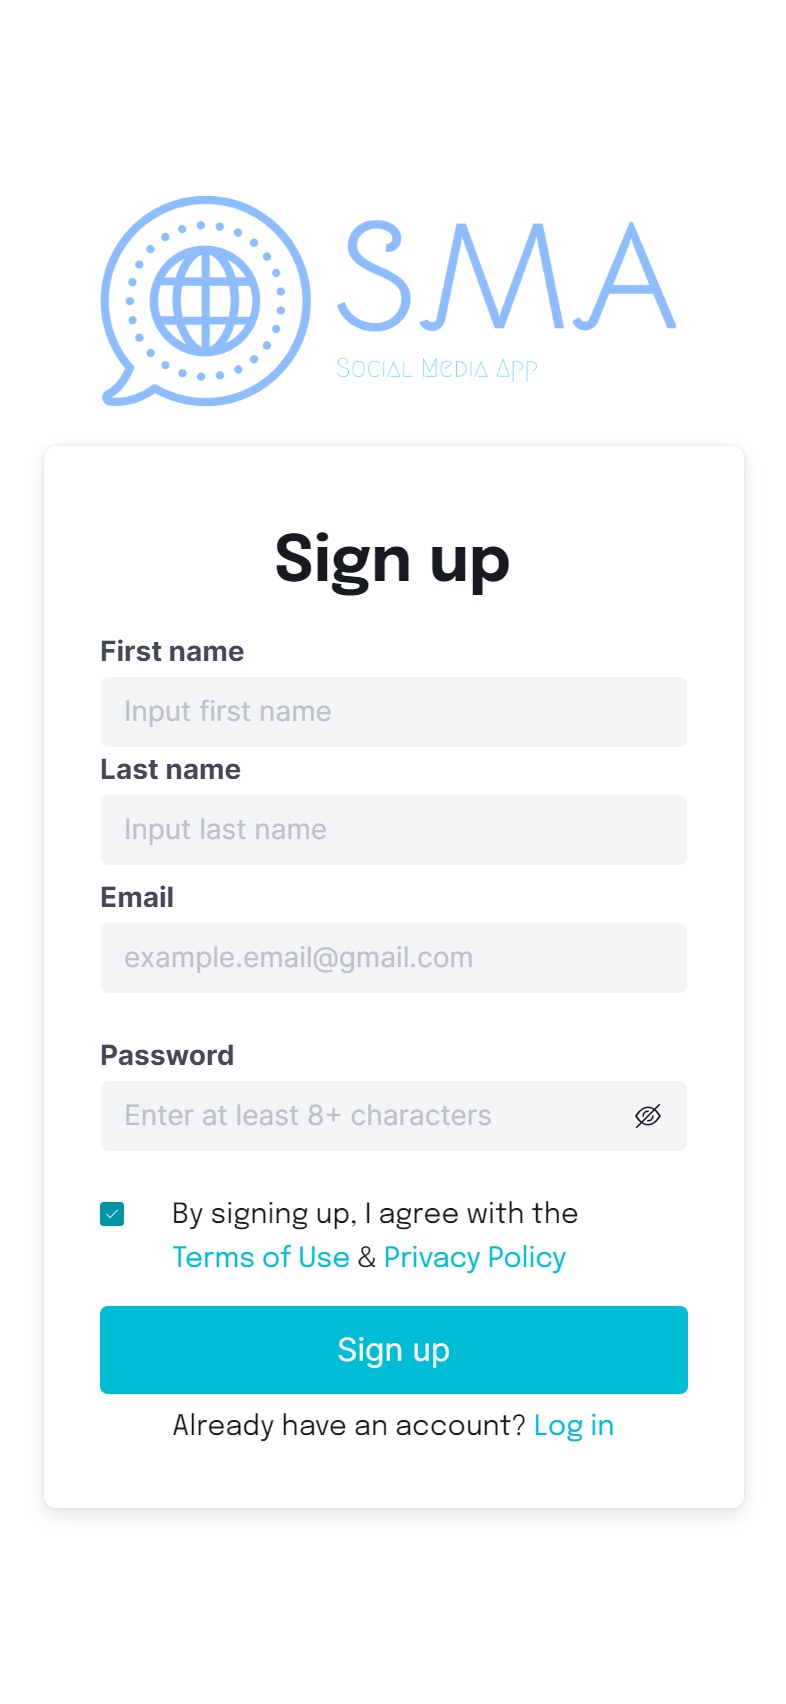 SMA
Social Media App
Sign up
First name
Input first name
Last name
Input last name
Email
example.email@gmail.com
Password
Enter at least 8+ characters
By signing up, I agree with the
Terms of Use & Privacy Policy
Sign up
Already have an account? Log in